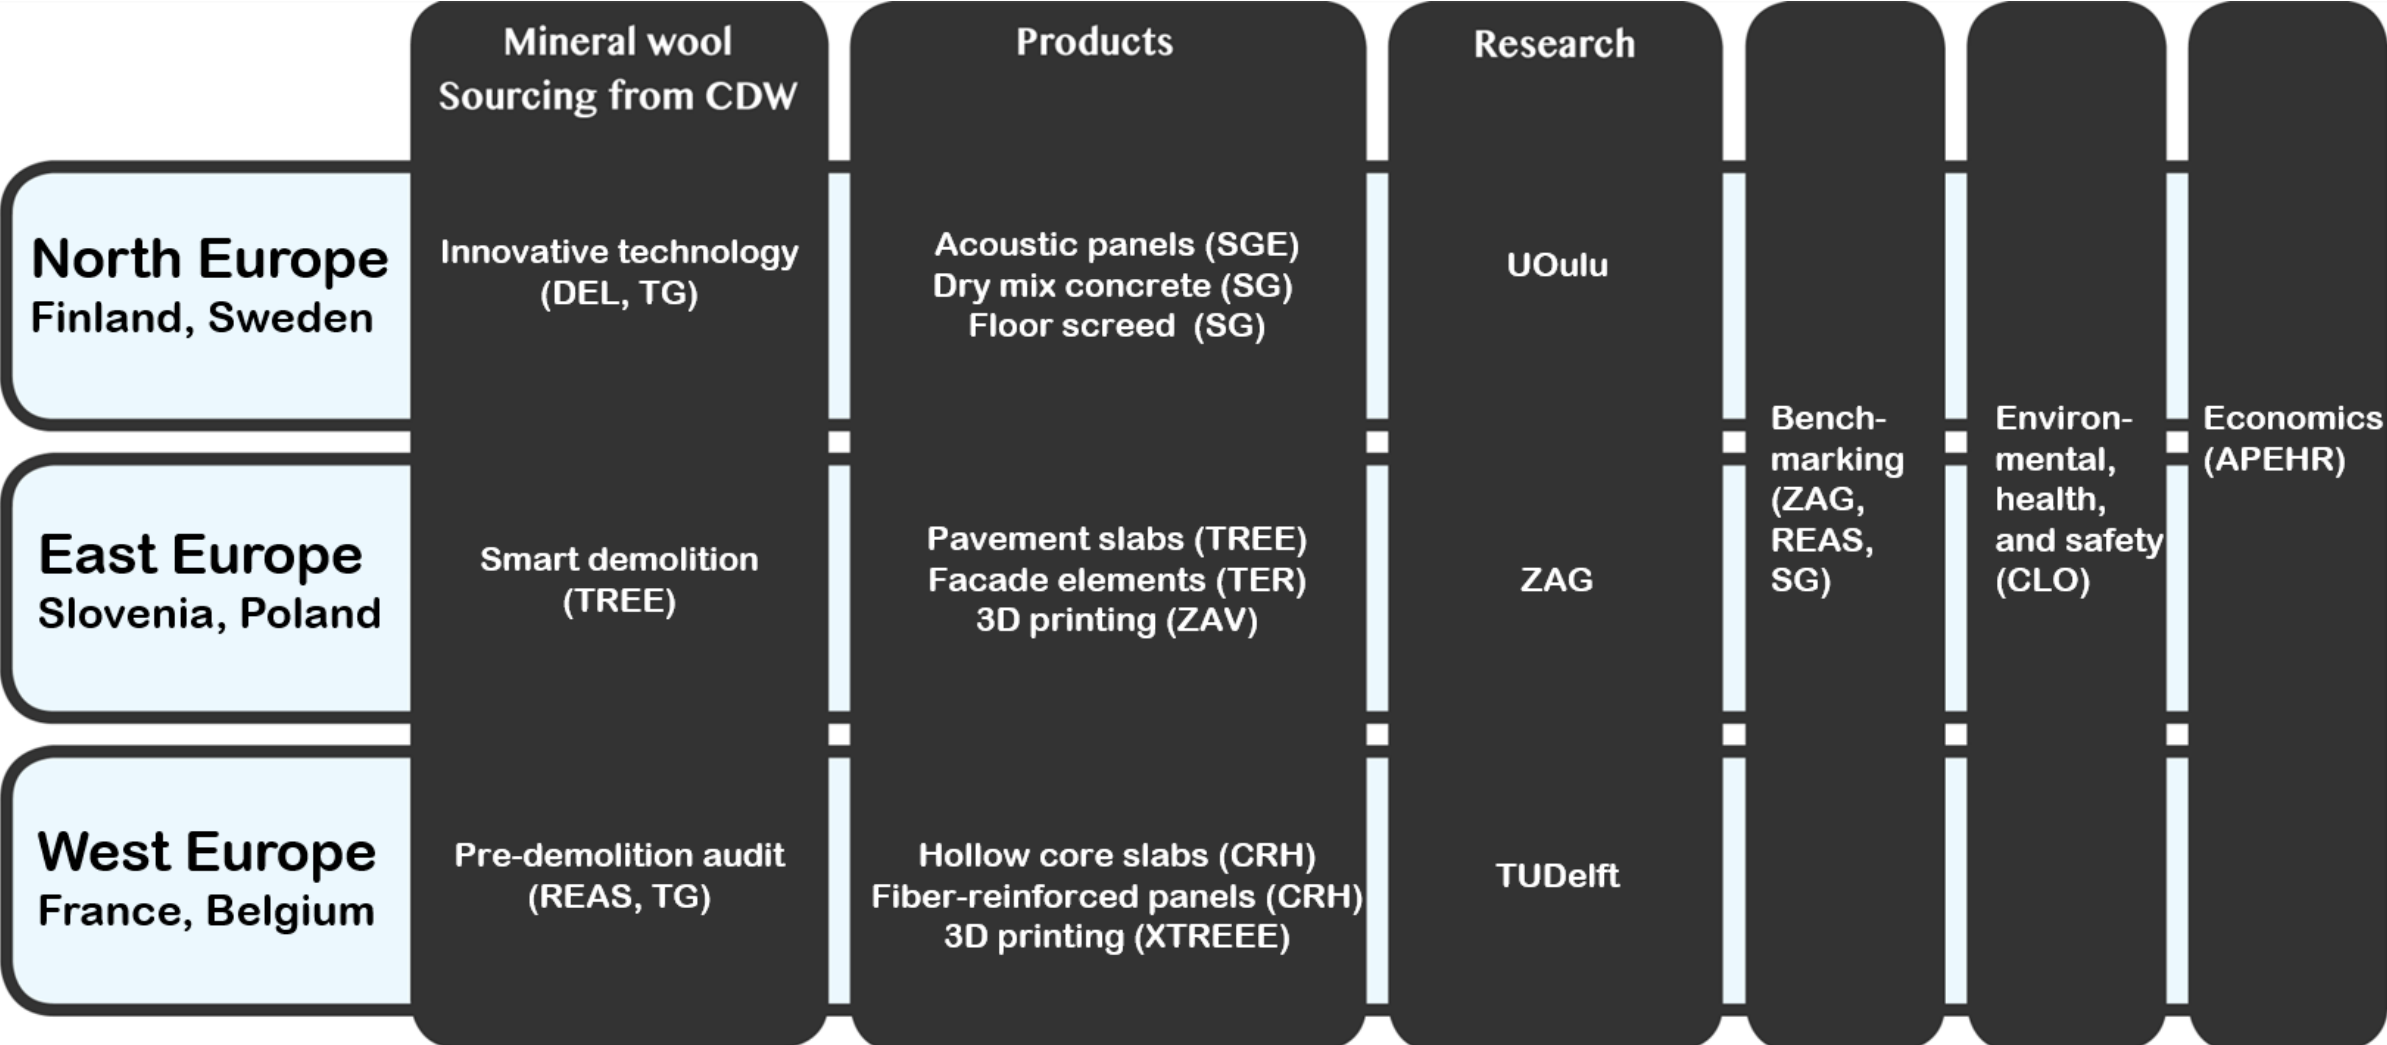 Mineral wool
Sourcing from CDW
Products
Research
North Europe
Finland, Sweden
Innovative technology
(DEL, TG)
Acoustic panels (SGE)
Dry mix concrete (SG)
Floor screed (SG)
UOulu
East Europe
Slovenia, Poland
Smart demolition
(TREE)
Pavement slabs (TREE)
Facade elements (TER)
3D printing (ZAV)
ZAG
West Europe
France, Belgium
Pre-demolition audit
(REAS, TG)
Hollow core slabs (CRH)
Fiber-reinforced panels (CRH)
3D printing (XTREEE)
TUDelft
Bench-
marking
(ZAG,
REAS,
SG)
Environ-
mental,
health,
and safety
(CLO)
Economics
(APEHR)